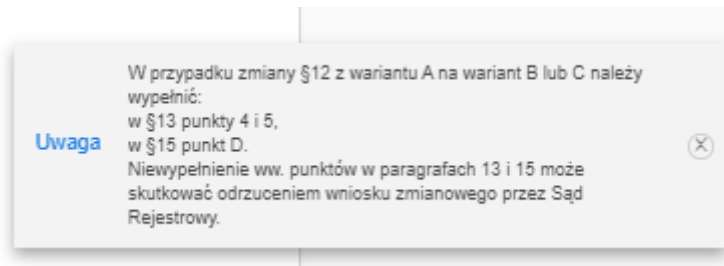 W przypadku zmiany §12 z wariantu A na wariant B lub C należy
wypełnić:
w §13 punkty 4 i 5,
Uwaga
w §15 punkt D.
Niewypełnienie ww. punktów w paragrafach 13 i 15 może
skutkować odrzuceniem wniosku zmianowego przez Sąd
Rejestrowy.